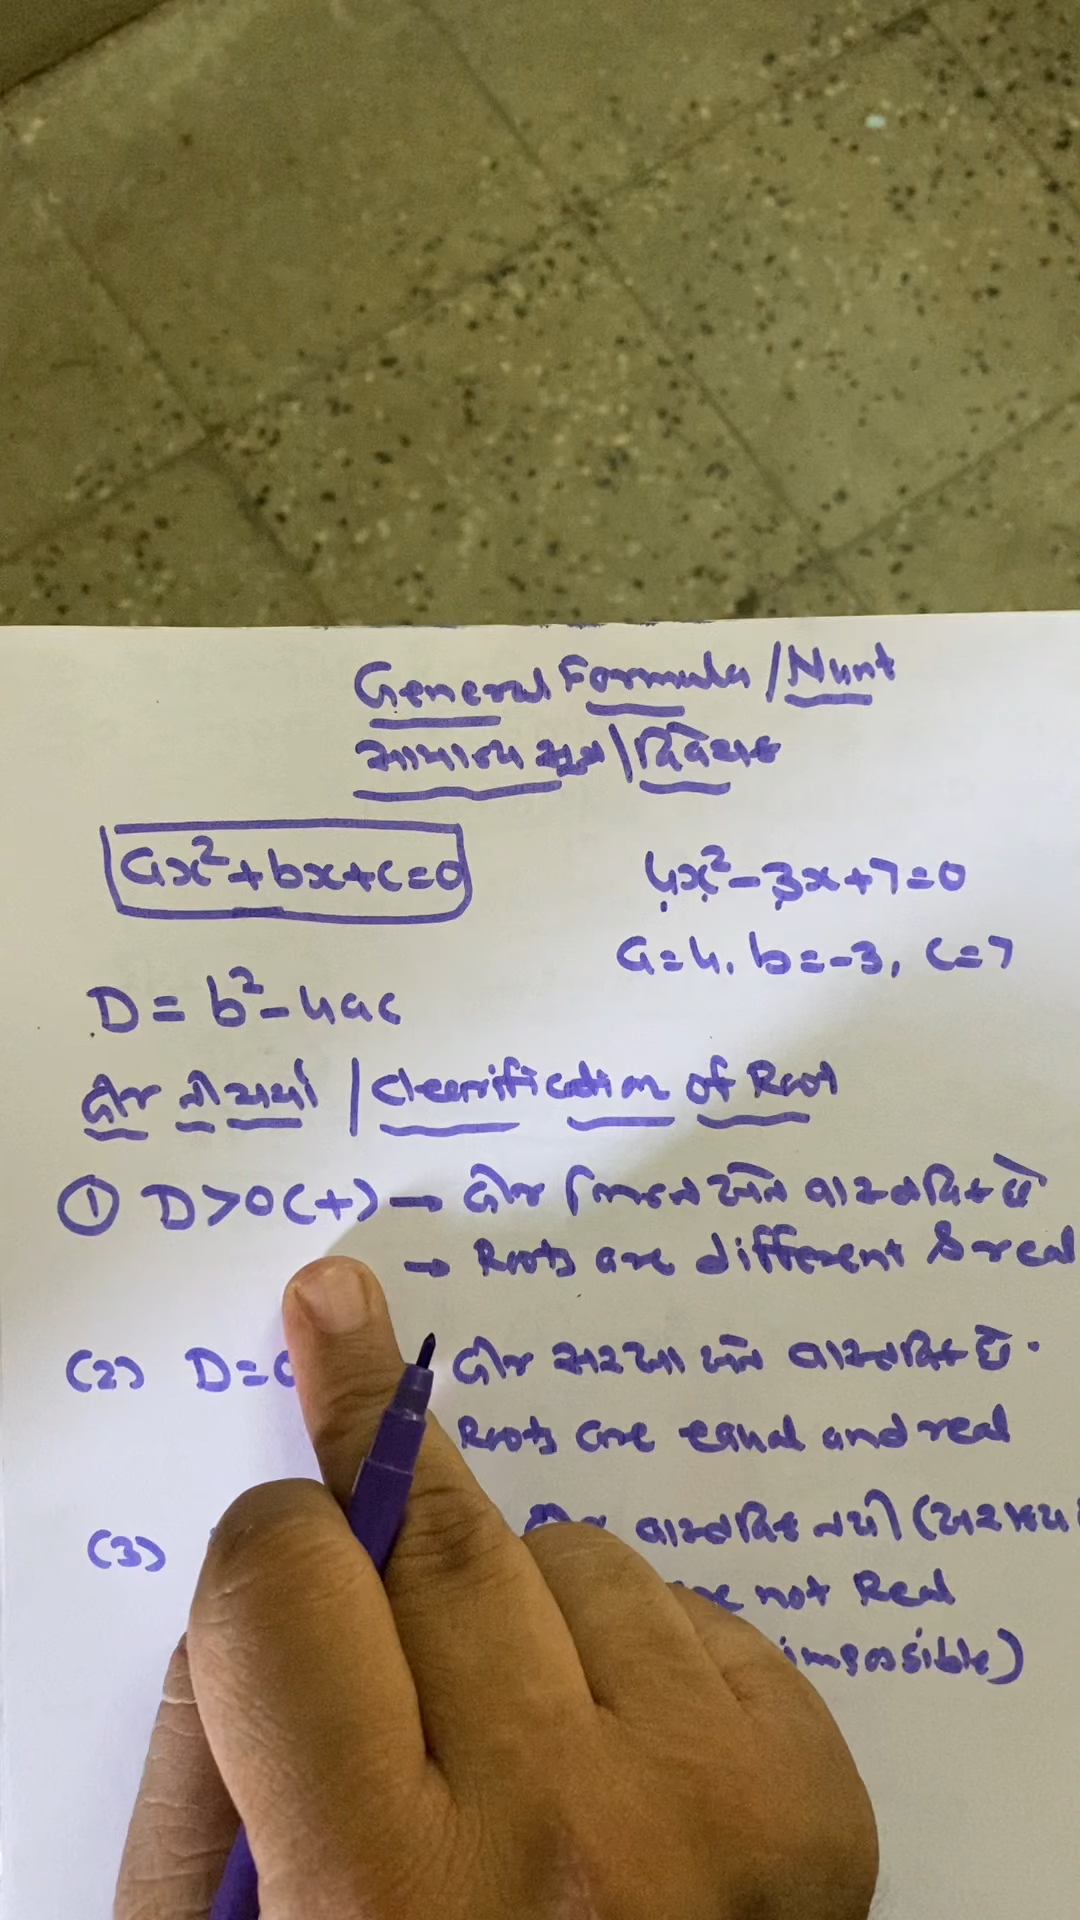 General Formula / Nunt
સામાન્ય સૂત્ર / વિવેચક
ax²+bx+c=0
4x²-3x+7=0
a=4, b=-3, c=7
D = b²-4ac
બીજ ની / Classification of Root
① D>0(+) → બીજ ભિન્ન અને વાસ્તવિક છે
→ Roots are different & real
(2) D=0 બીજ સરખા અને વાસ્તવિક છે.
Roots are equal and real
(3) વાસ્તવિક નથી
not Real
impossible)